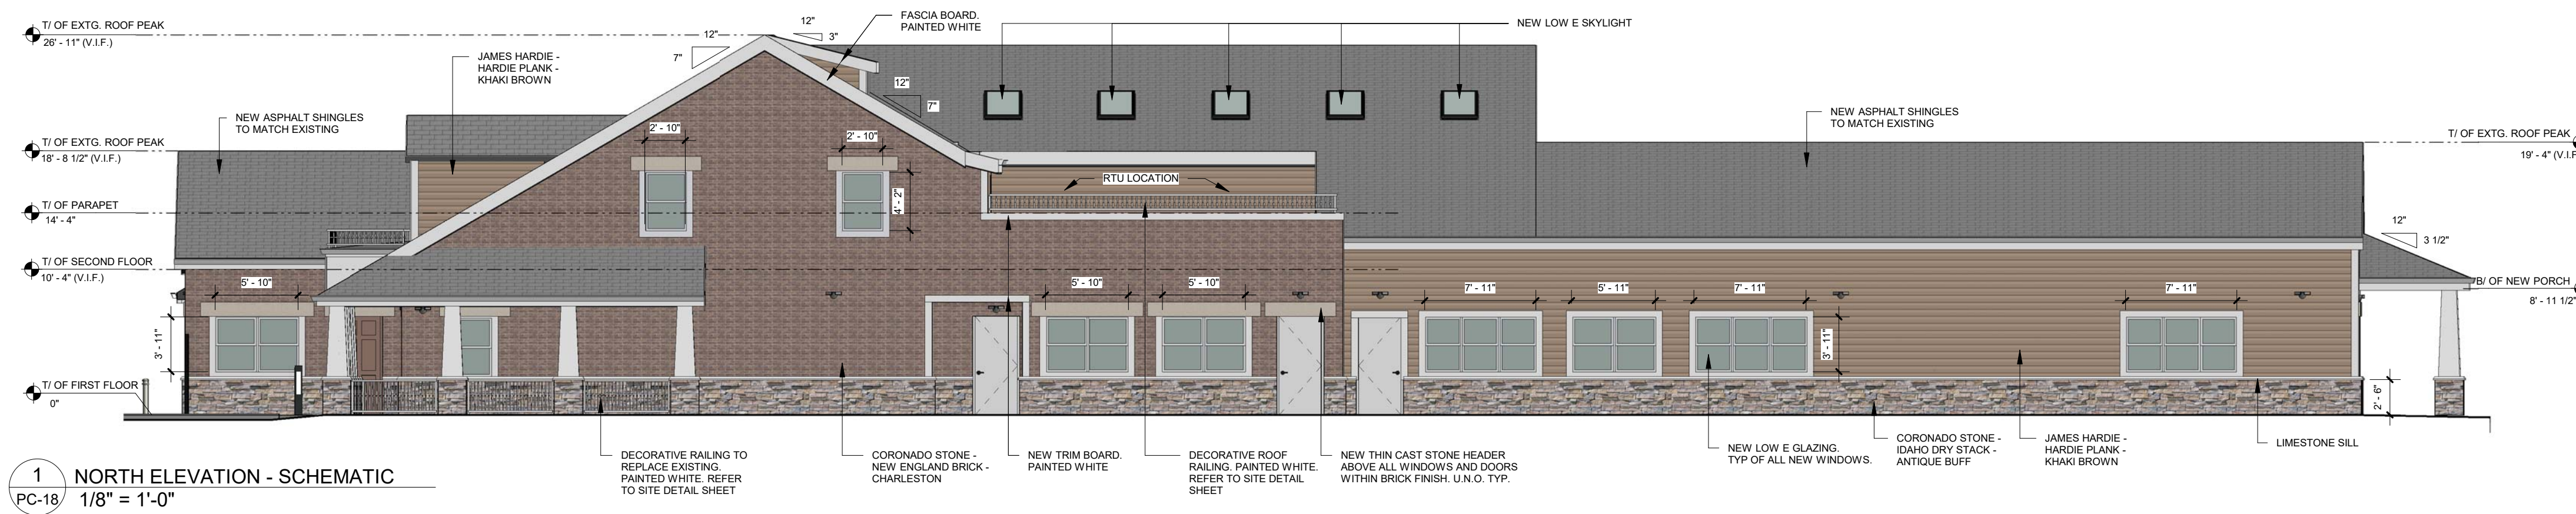 T/ OF EXTG. ROOF PEAK
26' - 11" (V.I.F.)
T/ OF EXTG. ROOF PEAK
18' - 8 1/2" (V.I.F.)
T/ OF PARAPET
14' - 4"
T/ OF SECOND FLOOR
10' - 4" (V.I.F.)
T/ OF FIRST FLOOR
0"
NEW ASPHALT SHINGLES
TO MATCH EXISTING
JAMES HARDIE -
HARDIE PLANK -
KHAKI BROWN
12"
7"
12"
3"
FASCIA BOARD.
PAINTED WHITE
12"
7"
NEW LOW E SKYLIGHT
NEW ASPHALT SHINGLES
TO MATCH EXISTING
T/ OF EXTG. ROOF PEAK
19' - 4" (V.I.F
12"
3 1/2"
B/ OF NEW PORCH
8' - 11 1/2"
2' - 10"
2' - 10"
4' - 2"
RTU LOCATION
5' - 10"
3' - 11"
5' - 10"
5' - 10"
7' - 11"
5' - 11"
7' - 11"
3' - 11"
7' - 11"
2' - 6"
DECORATIVE RAILING TO
REPLACE EXISTING.
PAINTED WHITE. REFER
TO SITE DETAIL SHEET
CORONADO STONE -
NEW ENGLAND BRICK -
CHARLESTON
NEW TRIM BOARD.
PAINTED WHITE
DECORATIVE ROOF
RAILING. PAINTED WHITE.
REFER TO SITE DETAIL
SHEET
NEW THIN CAST STONE HEADER
ABOVE ALL WINDOWS AND DOORS
WITHIN BRICK FINISH. U.N.O. TYP.
NEW LOW E GLAZING.
TYP OF ALL NEW WINDOWS.
CORONADO STONE -
IDAHO DRY STACK -
ANTIQUE BUFF
JAMES HARDIE -
HARDIE PLANK -
KHAKI BROWN
LIMESTONE SILL
1
PC-18
NORTH ELEVATION - SCHEMATIC
1/8" = 1'-0"